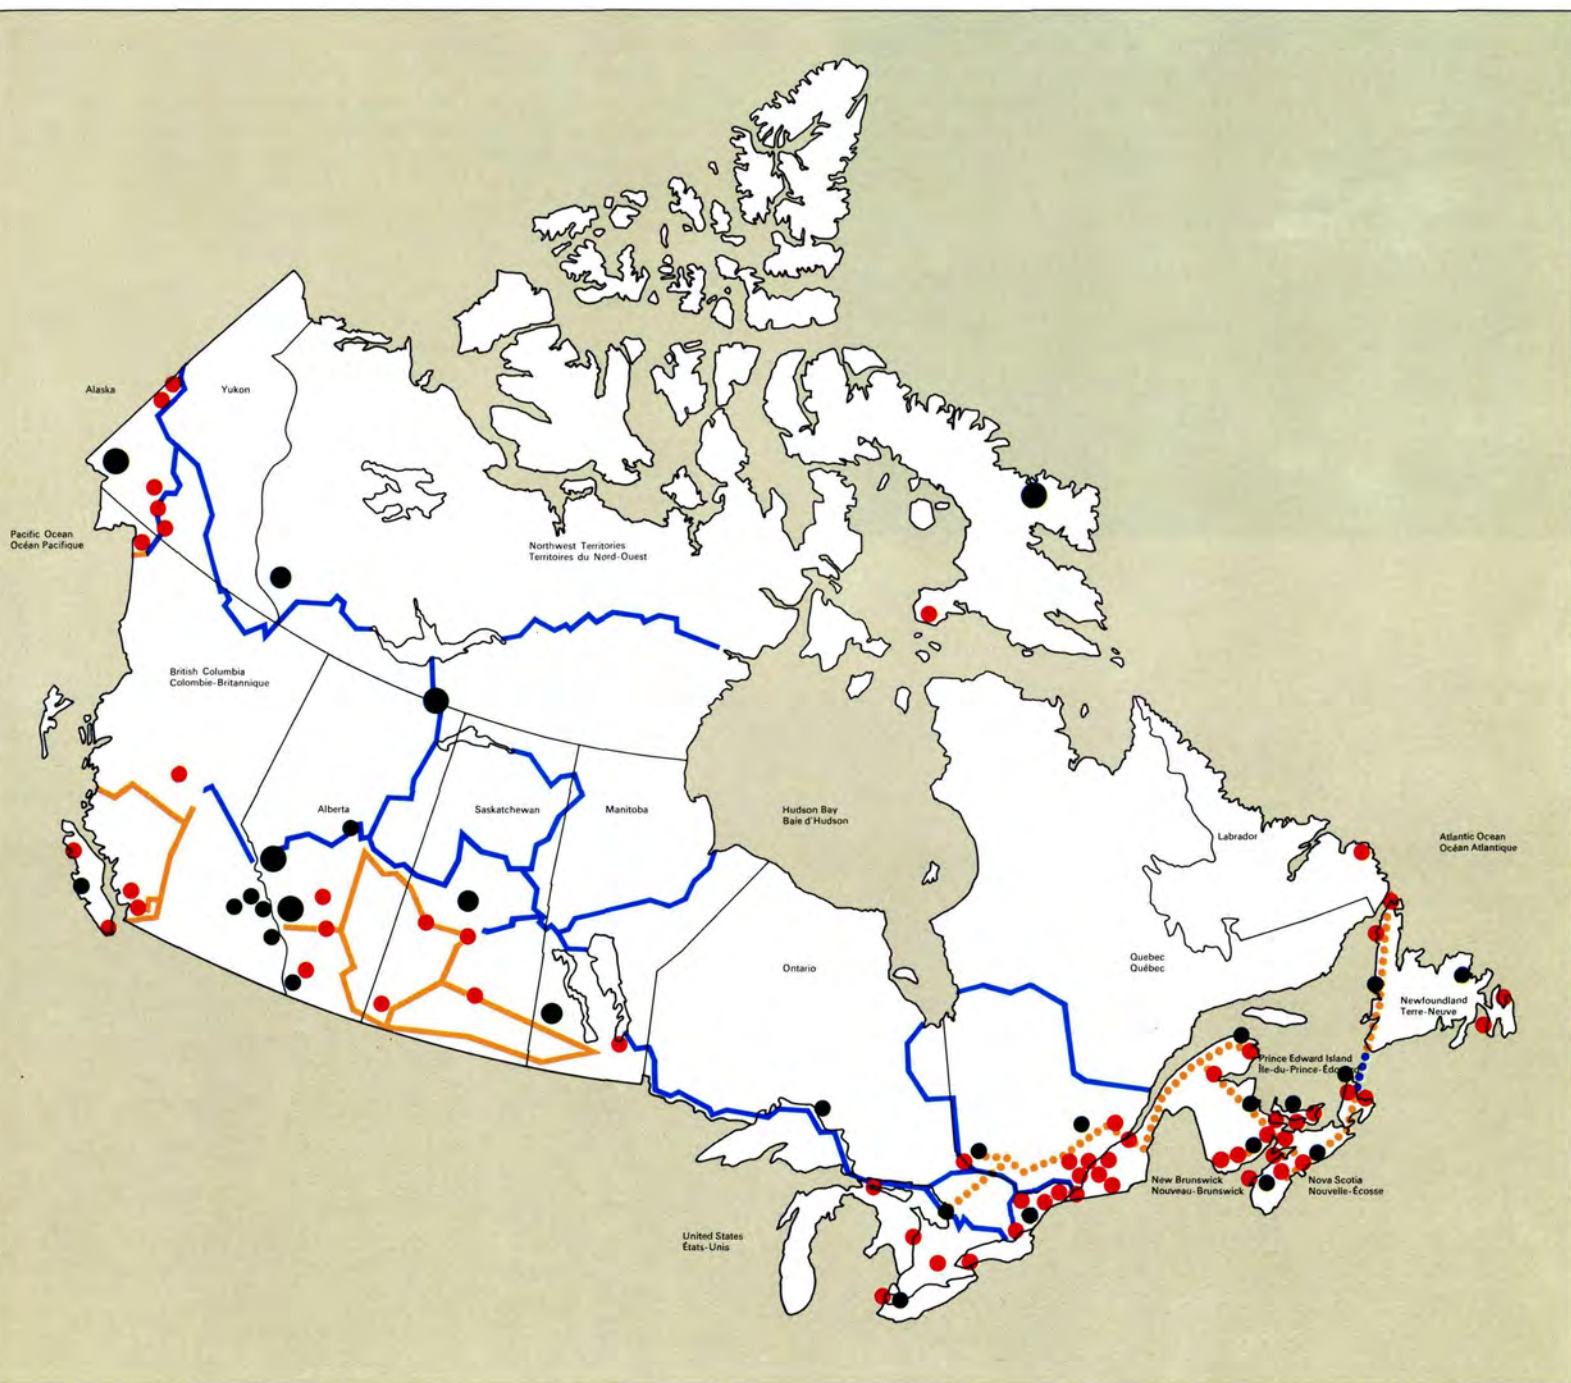 Alaska
Yukon
Pacific Ocean
Océan Pacifique
Northwest Territories
Territoires du Nord-Ouest
British Columbia
Colombie-Britannique
Alberta
Saskatchewan
Manitoba
Hudson Bay
Baie d'Hudson
Labrador
Atlantic Ocean
Océan Atlantique
Ontario
Quebec
Québec
Newfoundland
Terre-Neuve
Prince Edward Island
New Brunswick
Nouveau-Brunswick
Nova Scotia
Nouvelle-Écosse
United States
États-Unis